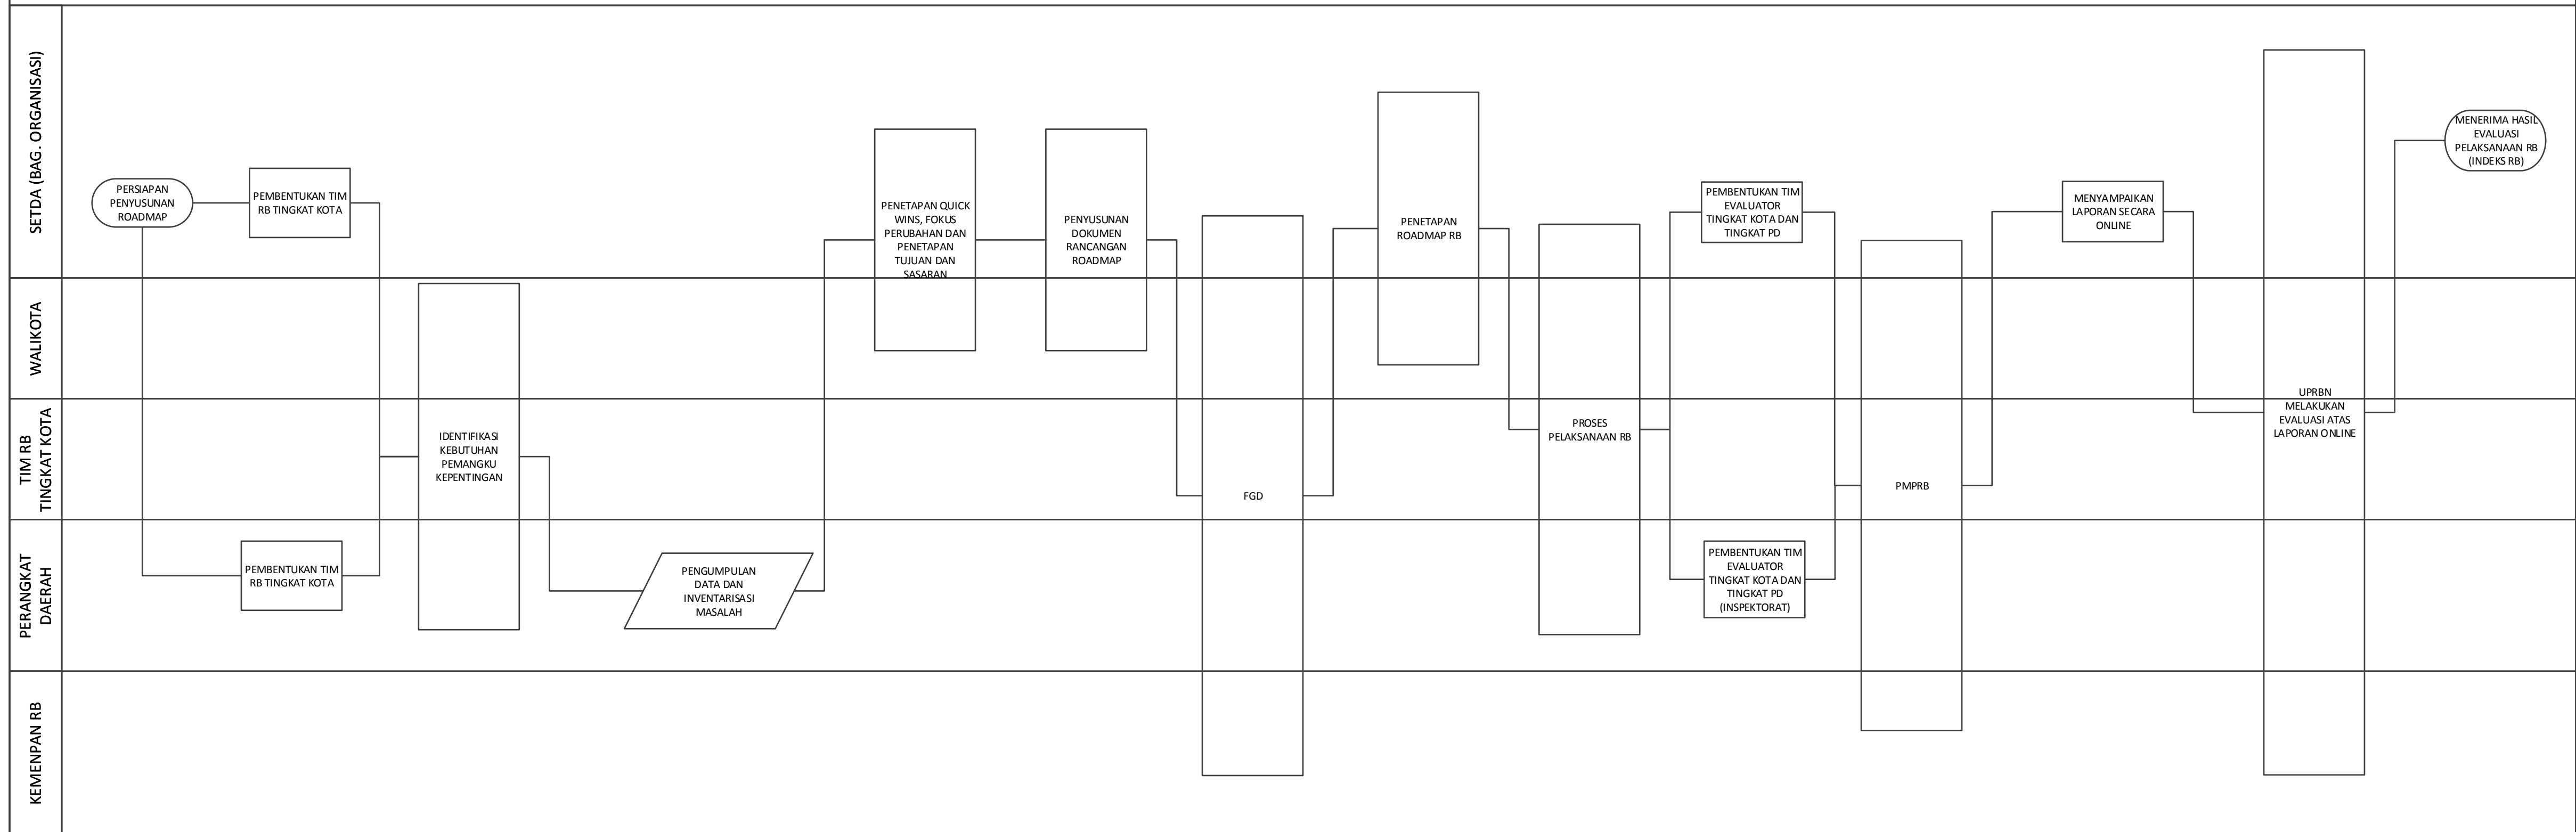 SETDA (BAG. ORGANISASI)
WALIKOTA
TIM RB
TINGKAT KOTA
PERANGKAT
DAERAH
KEMENPAN RB
PERSIAPAN
PENYUSUNAN
ROADMAP
PEMBENTUKAN TIM
RB TINGKAT KOTA
PEMBENTUKAN TIM
RB TINGKAT KOTA
IDENTIFIKASI
KEBUTUHAN
PEMANGKU
KEPENTINGAN
PENGUMPULAN
DATA DAN
INVENTARISASI
MASALAH
PENETAPAN QUICK
WINS, FOKUS
PERUBAHAN DAN
PENETAPAN
TUJUAN DAN
SASARAN
PENYUSUNAN
DOKUMEN
RANCANGAN
ROADMAP
FGD
PENETAPAN
ROADMAP RB
PROSES
PELAKSANAAN RB
PEMBENTUKAN TIM
EVALUATOR
TINGKAT KOTA DAN
TINGKAT PD
PEMBENTUKAN TIM
EVALUATOR
TINGKAT KOTA DAN
TINGKAT PD
(INSPEKTORAT)
PMPRB
MENYAMPAIKAN
LAPORAN SECARA
ONLINE
UPRBN
MELAKUKAN
EVALUASI ATAS
LAPORAN ONLINE
MENERIMA HASIL
EVALUASI
PELAKSANAAN RB
(INDEKS RB)